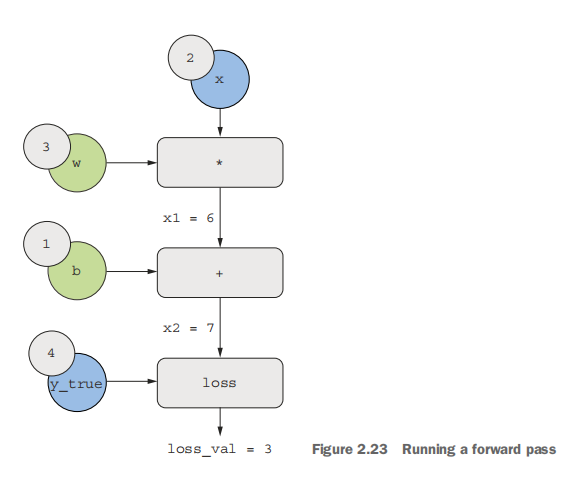 2
x
3
w
*
x1 = 6
1
b
+
x2 = 7
4
y_true
loss
loss_val = 3
Figure 2.23 Running a forward pass